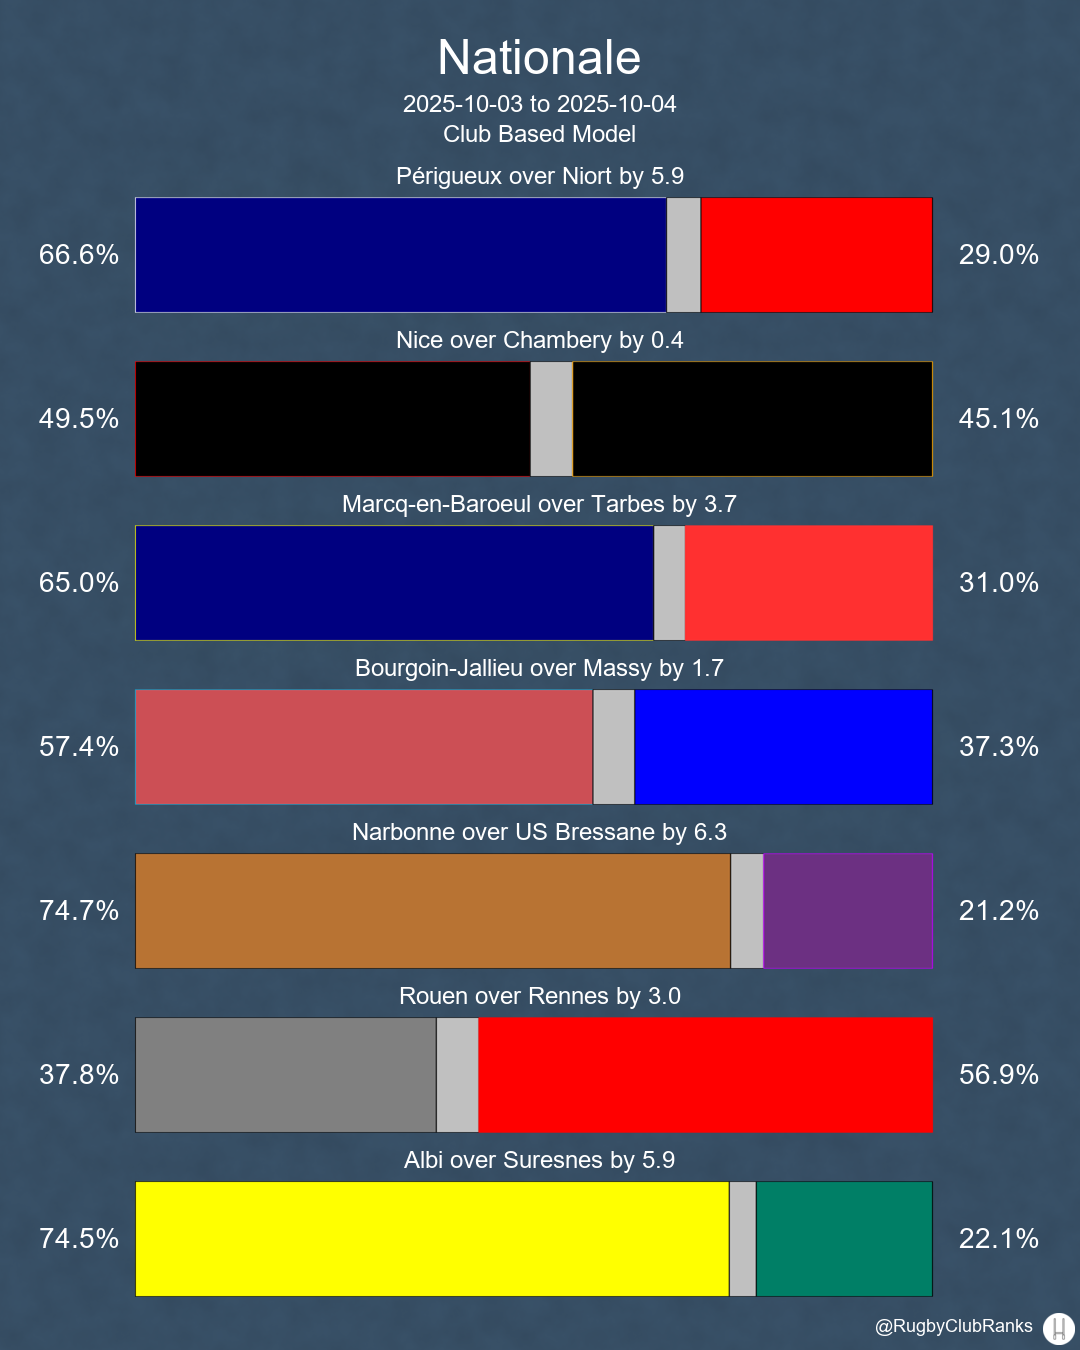 Nationale
2025-10-03 to 2025-10-04
Club Based Model
Périgueux over Niort by 5.9
66.6%
29.0%
Nice over Chambery by 0.4
49.5%
45.1%
Marcq-en-Baroeul over Tarbes by 3.7
65.0%
31.0%
Bourgoin-Jallieu over Massy by 1.7
57.4%
37.3%
Narbonne over US Bressane by 6.3
74.7%
21.2%
Rouen over Rennes by 3.0
37.8%
56.9%
Albi over Suresnes by 5.9
74.5%
22.1%
@RugbyClubRanks